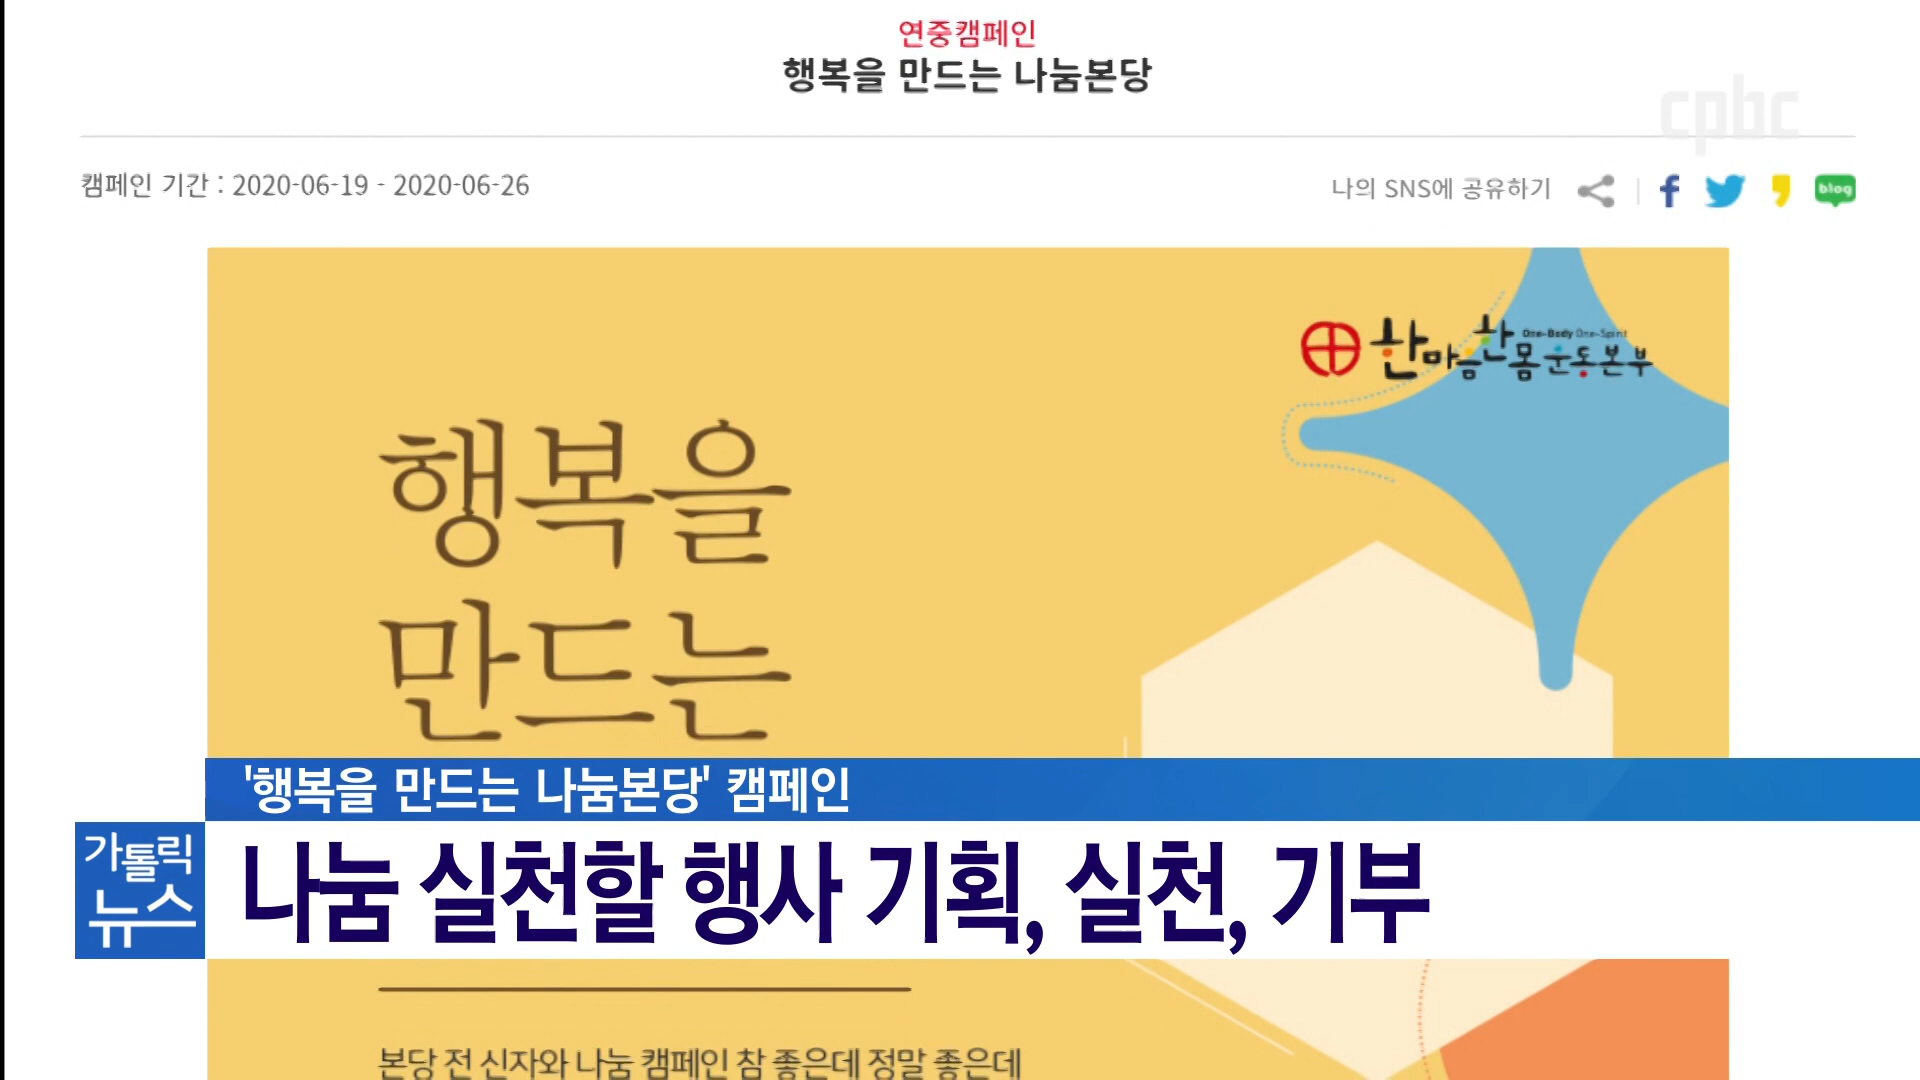 연중캠페인
행복을 만드는 나눔본당
cpbc
캠페인 기간 : 2020-06-19 - 2020-06-26
나의 SNS에 공유하기
blog
One-Body One-Spirit
한마음한몸운동본부
행복을
만드는
'행복을 만드는 나눔본당' 캠페인
가톨릭
뉴스
나눔 실천할 행사 기획, 실천, 기부
본당 전 신자와 나눔 캠페인 참 좋은데 정말 좋은데